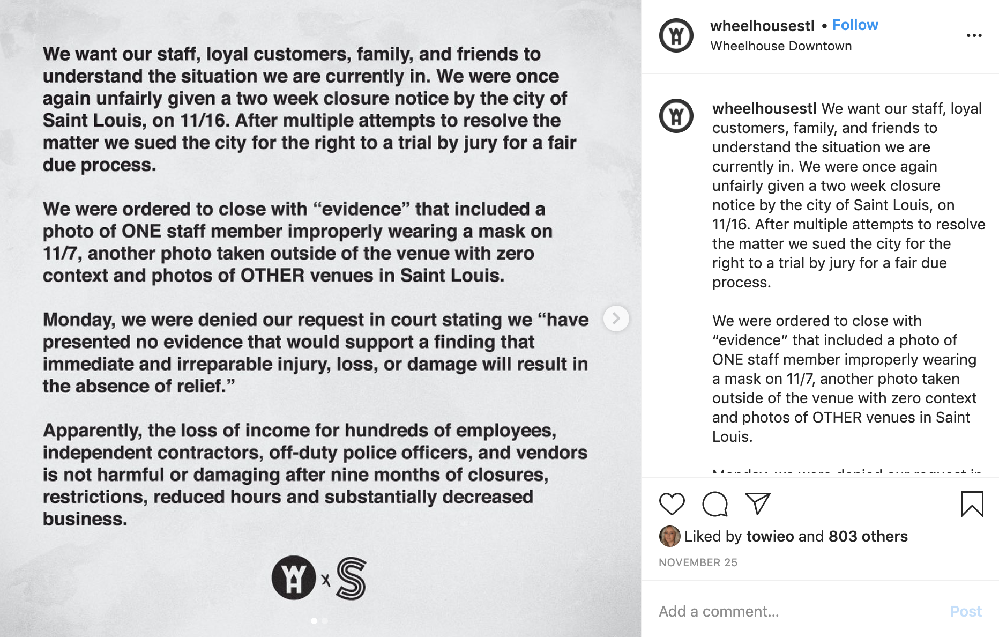 We want our staff, loyal customers, family, and friends to
understand the situation we are currently in. We were once
again unfairly given a two week closure notice by the city of
Saint Louis, on 11/16. After multiple attempts to resolve the
matter we sued the city for the right to a trial by jury for a fair
due process.
We were ordered to close with “evidence” that included a
photo of ONE staff member improperly wearing a mask on
11/7, another photo taken outside of the venue with zero
context and photos of OTHER venues in Saint Louis.
Monday, we were denied our request in court stating we “have
presented no evidence that would support a finding that
immediate and irreparable injury, loss, or damage will result in
the absence of relief.”
Apparently, the loss of income for hundreds of employees,
independent contractors, off-duty police officers, and vendors
is not harmful or damaging after nine months of closures,
restrictions, reduced hours and substantially decreased
business.
WH x S
wheelhousestl • Follow
Wheelhouse Downtown
wheelhousestl We want our staff, loyal
customers, family, and friends to
understand the situation we are
currently in. We were once again
unfairly given a two week closure
notice by the city of Saint Louis, on
11/16. After multiple attempts to resolve
the matter we sued the city for the
right to a trial by jury for a fair due
process.
We were ordered to close with
“evidence” that included a photo of
ONE staff member improperly wearing
a mask on 11/7, another photo taken
outside of the venue with zero context
and photos of OTHER venues in Saint
Louis.
Monday, we were denied our request in
Liked by towieo and 803 others
NOVEMBER 25
Add a comment...
Post